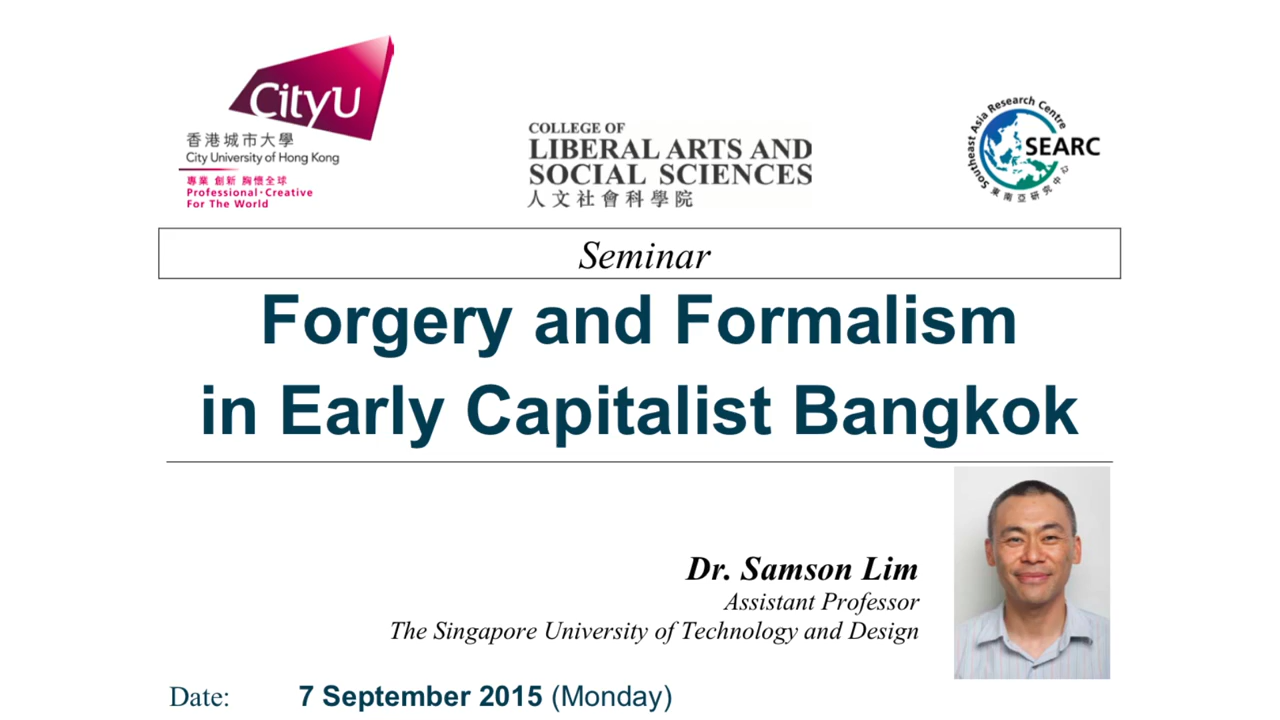 CityU
香港城市大學
City University of Hong Kong
專業 創新 胸懷全球
Professional·Creative
For The World
COLLEGE OF
LIBERAL ARTS AND
SOCIAL SCIENCES
人文社會科學院
Southeast Asia Research Centre
SEARC
東南亞研究中心
Seminar
Forgery and Formalism
in Early Capitalist Bangkok
Dr. Samson Lim
Assistant Professor
The Singapore University of Technology and Design
Date: 7 September 2015 (Monday)